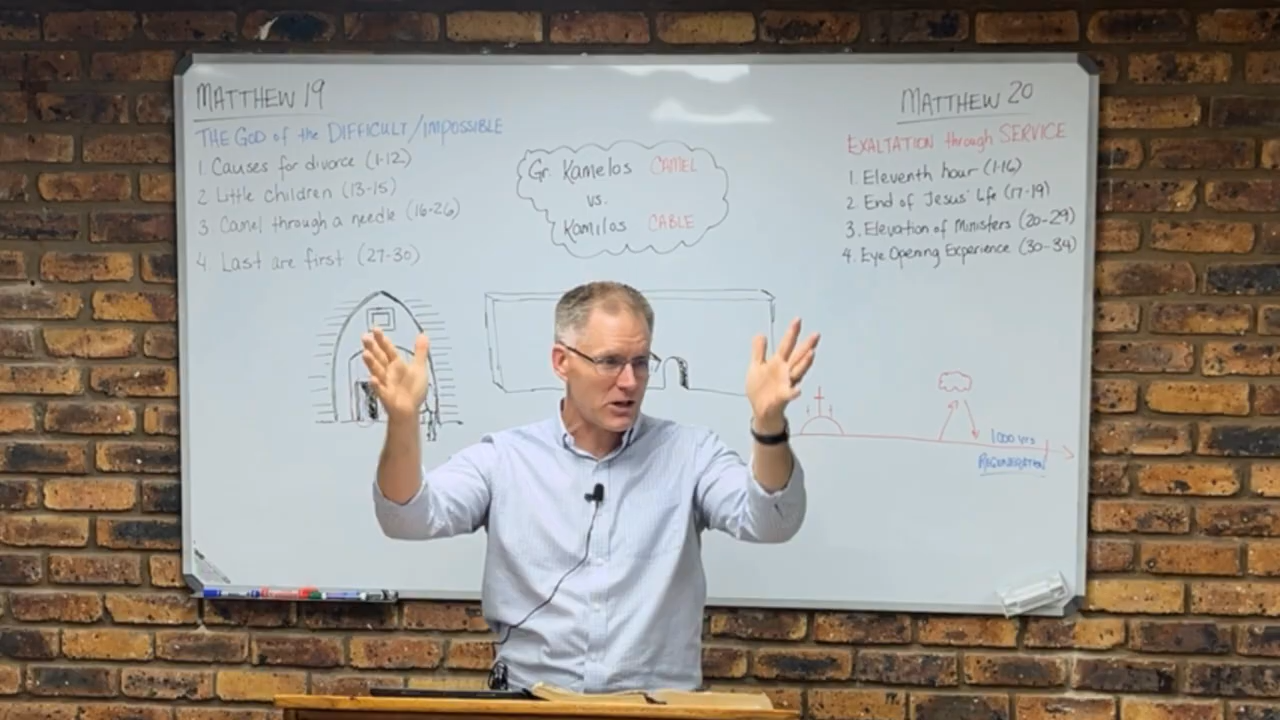 MATTHEW 19
THE GOD of the DIFFICULT/IMPOSSIBLE
1. Causes for divorce (1-12)
2 Little children (13-15)
3 Camel through a needle (16-26)
4. Last are first (27-30)
Gr. Kamelos CAMEL
vs.
Kamilos CABLE
MATTHEW 20
EXALTATION through SERVICE
1. Eleventh hour (1-16)
2. End of Jesus' life (17-19)
3. Elevation of Ministers (20-29)
4. Eye Opening Experience (30-34)
1000 yrs
REGENERATION